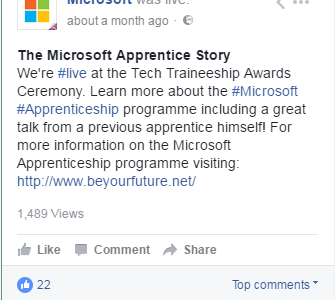 Microsoft was live.
about a month ago ·
The Microsoft Apprentice Story
We're #live at the Tech Traineeship Awards
Ceremony. Learn more about the #Microsoft
#Apprenticeship programme including a great
talk from a previous apprentice himself! For
more information on the Microsoft
Apprenticeship programme visiting:
http://www.beyourfuture.net/
1,489 Views
Like Comment Share
22 Top comments